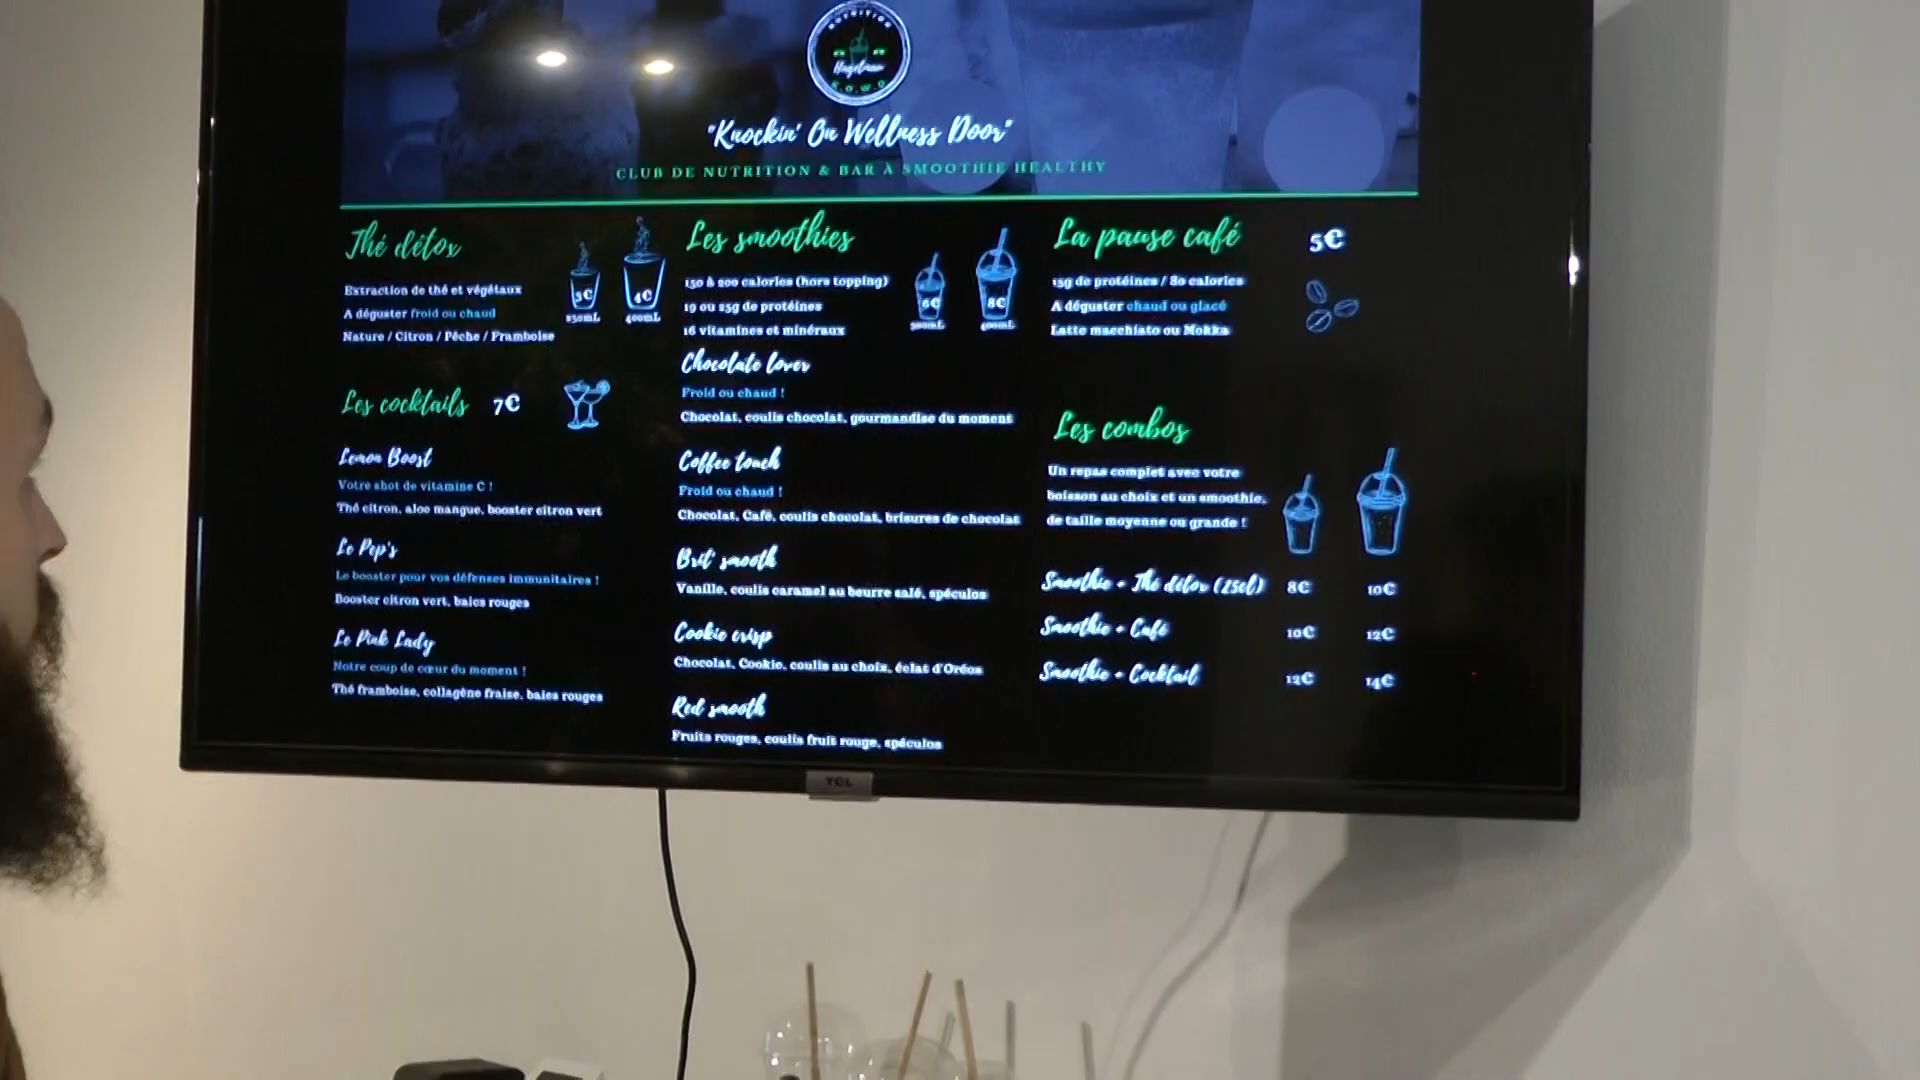 NUTRITION
K.O.W.D
"Knockin' On Wellness Door"
CLUB DE NUTRITION & BAR À SMOOTHIE HEALTHY
Thé détox
3€
4€
250mL
400mL
Extraction de thé et végétaux
A déguster froid ou chaud
Nature / Citron / Pêche / Framboise
Les cocktails 7€
Lemon Boost
Votre shot de vitamine C !
Thé citron, aloe mangue, booster citron vert
Le Pep's
Le booster pour vos défenses immunitaires !
Booster citron vert, baies rouges
Le Pink Lady
Notre coup de cœur du moment !
Thé framboise, collagène fraise, baies rouges
Les smoothies
6€
8€
300mL
400mL
150 à 200 calories (hors topping)
19 ou 25g de protéines
16 vitamines et minéraux
Chocolate lover
Froid ou chaud !
Chocolat, coulis chocolat, gourmandise du moment
Coffee touch
Froid ou chaud !
Chocolat, Café, coulis chocolat, brisures de chocolat
Brit' smooth
Vanille, coulis caramel au beurre salé, spéculos
Cookie crisp
Chocolat, Cookie, coulis au choix, éclat d'Oréos
Red smooth
Fruits rouges, coulis fruit rouge, spéculos
La pause café 5€
15g de protéines / 80 calories
A déguster chaud ou glacé
Latte macchiato ou Mokka
Les combos
Un repas complet avec votre
boisson au choix et un smoothie,
de taille moyenne ou grande !
Smoothie + Thé détox (25cl) 8€ 10€
Smoothie + Café 10€ 12€
Smoothie + Cocktail 12€ 14€
TCL